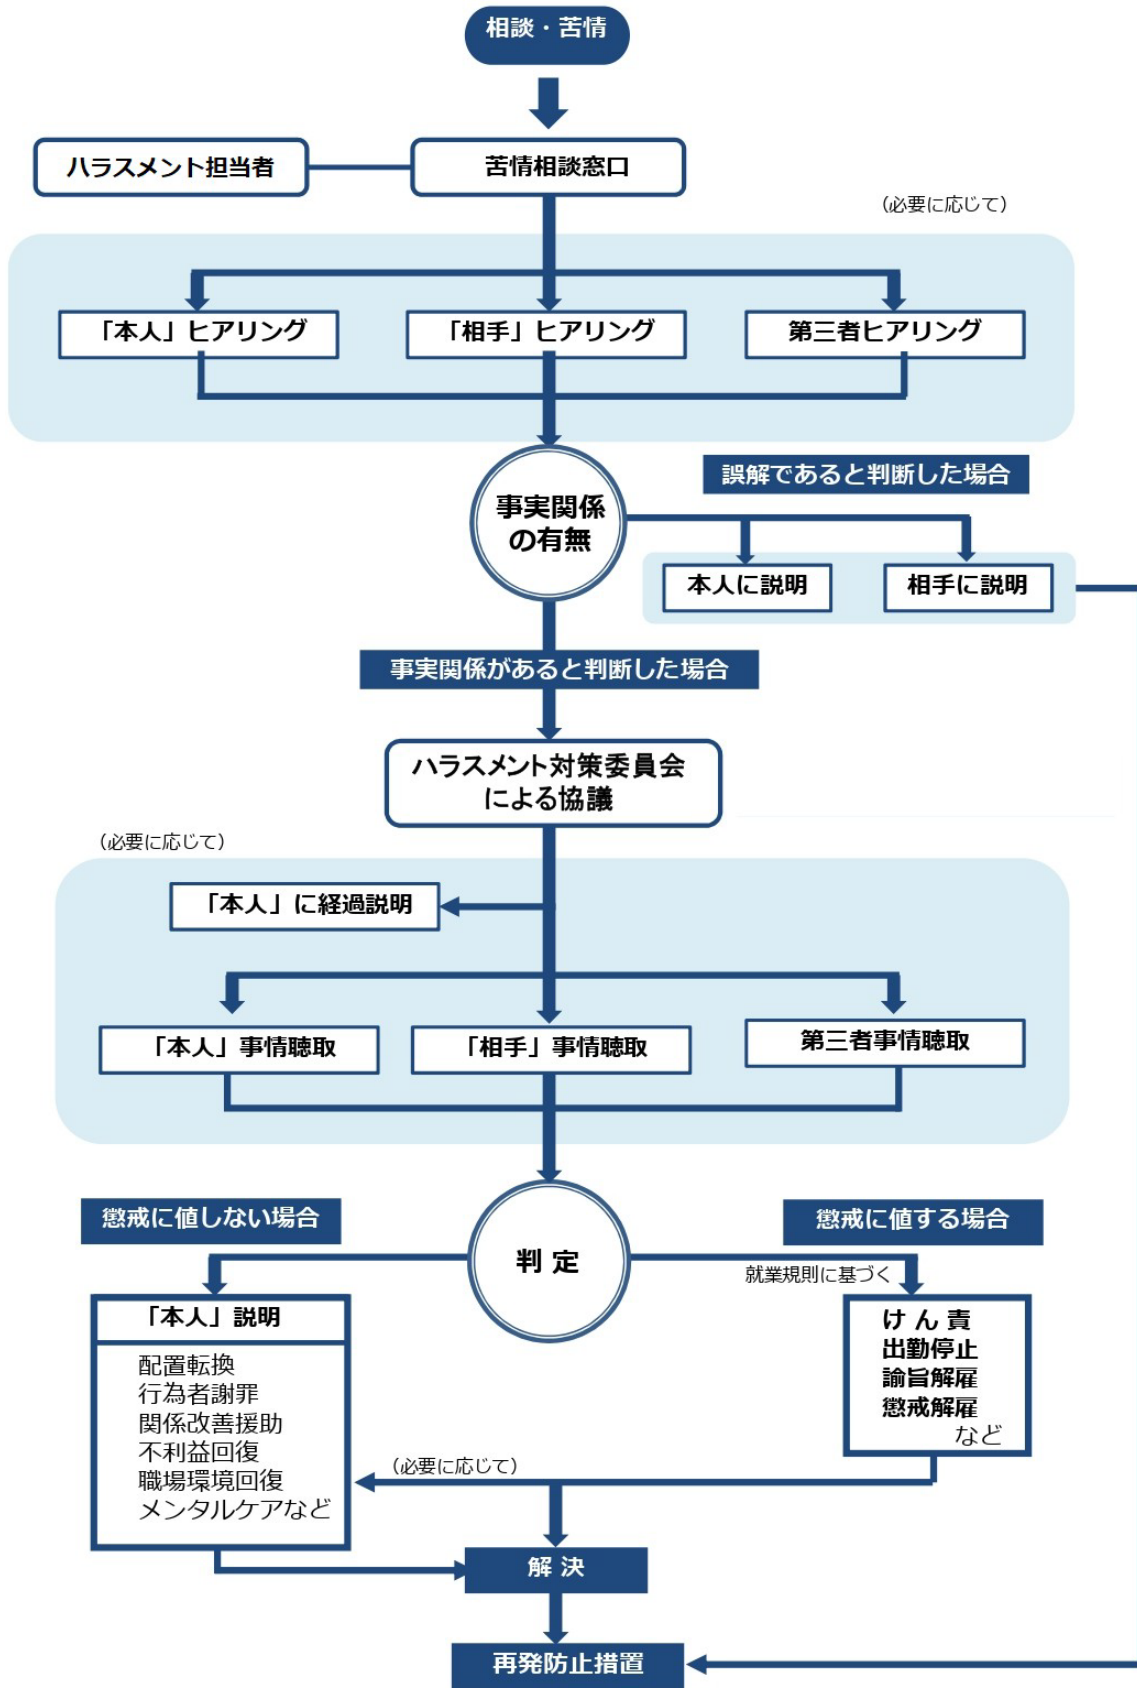 相談・苦情
ハラスメント担当者
苦情相談窓口
（必要に応じて）
「本人」ヒアリング
「相手」ヒアリング
第三者ヒアリング
誤解であると判断した場合
事実関係
の有無
本人に説明
相手に説明
事実関係があると判断した場合
ハラスメント対策委員会
による協議
（必要に応じて）
「本人」に経過説明
「本人」事情聴取
「相手」事情聴取
第三者事情聴取
懲戒に値しない場合
懲戒に値する場合
判 定
就業規則に基づく
「本人」説明
配置転換
行為者謝罪
関係改善援助
不利益回復
職場環境回復
メンタルケアなど
け ん 責
出勤停止
諭旨解雇
懲戒解雇
など
（必要に応じて）
解 決
再発防止措置